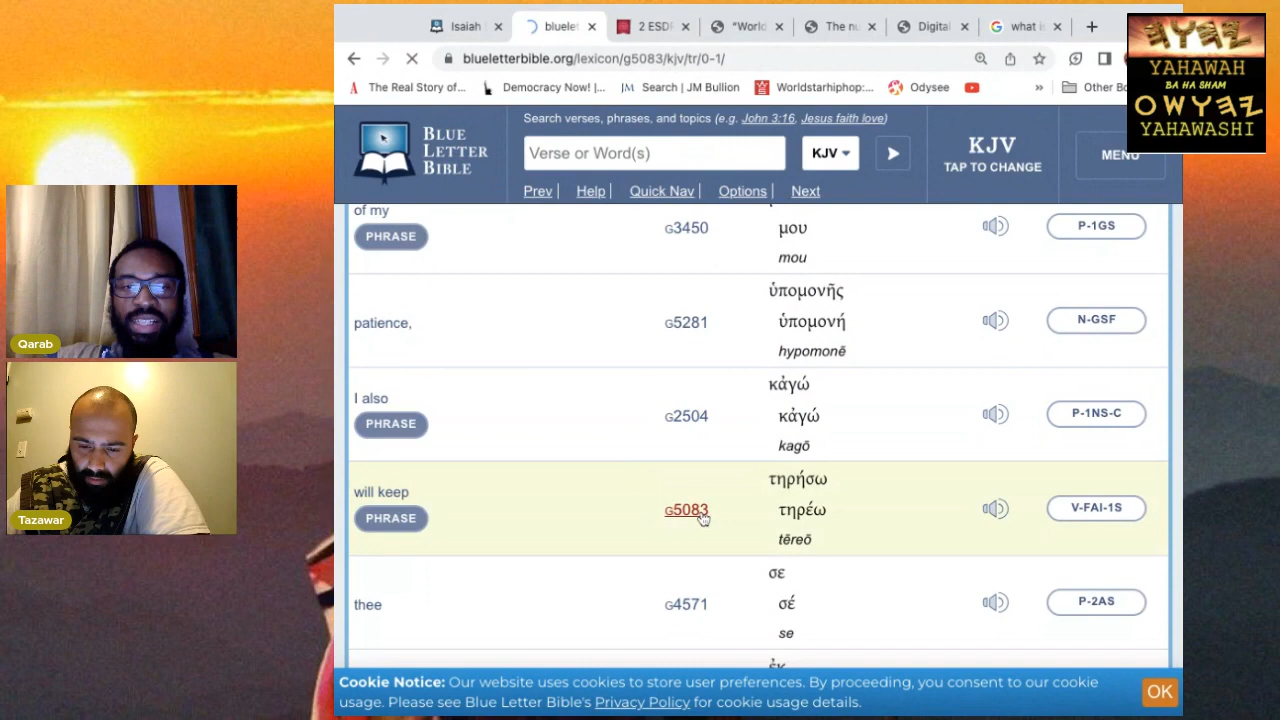 Isaiah
bluelet
2 ESDF
"World
The nu
Digital
what is
blueletterbible.org/lexicon/g5083/kjv/tr/0-1/
The Real Story of...
Democracy Now! |...
JM Search | JM Bullion
Worldstarhiphop:...
Odysee
»
Other Bo
YAHAWAH
BA HA SHAM
YAHAWASHI
BLUE
LETTER
BIBLE
Search verses, phrases, and topics (e.g. John 3:16, Jesus faith love)
Verse or Word(s)
KJV
Prev | Help | Quick Nav | Options | Next
KJV
TAP TO CHANGE
MENU
of my
PHRASE
G3450
μου
mou
P-1GS
patience,
G5281
ὑπομονῆς
ὑπομονή
hypomonē
N-GSF
I also
PHRASE
G2504
κἀγώ
κἀγώ
kagō
P-1NS-C
will keep
PHRASE
G5083
τηρήσω
τηρέω
tēreō
V-FAI-1S
thee
G4571
σε
σέ
se
P-2AS
ἐκ
Cookie Notice: Our website uses cookies to store user preferences. By proceeding, you consent to our cookie
usage. Please see Blue Letter Bible's Privacy Policy for cookie usage details.
OK
Qarab
Tazawar